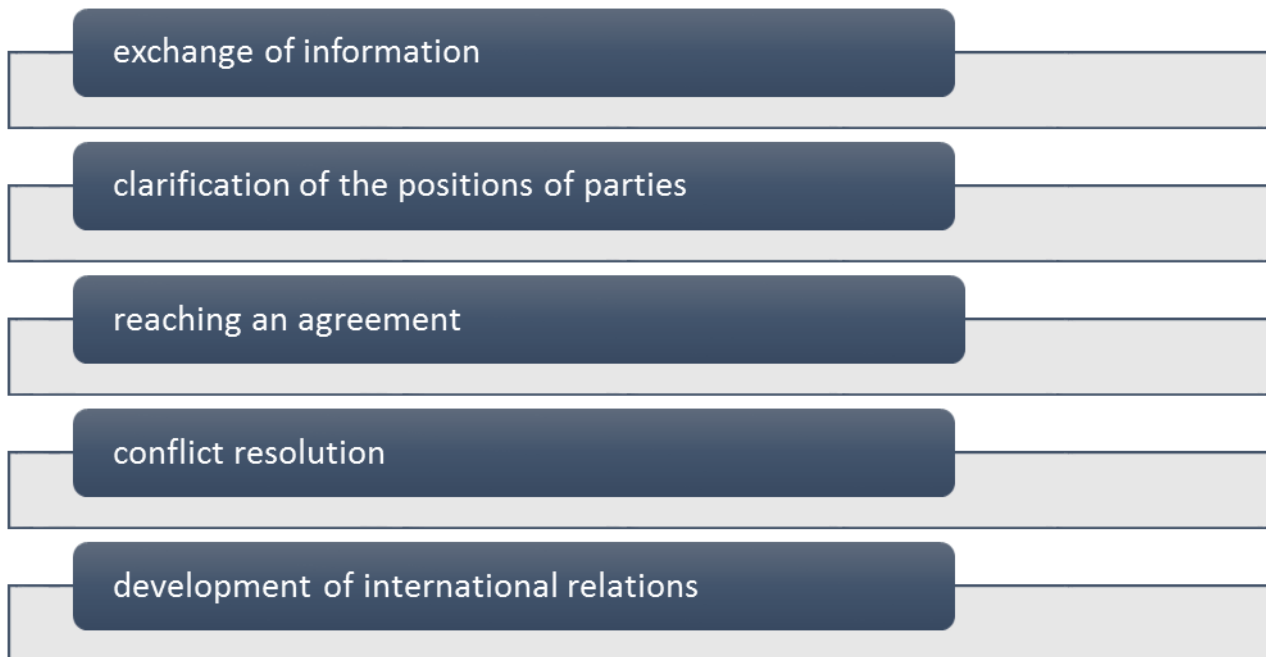 exchange of information
clarification of the positions of parties
reaching an agreement
conflict resolution
development of international relations